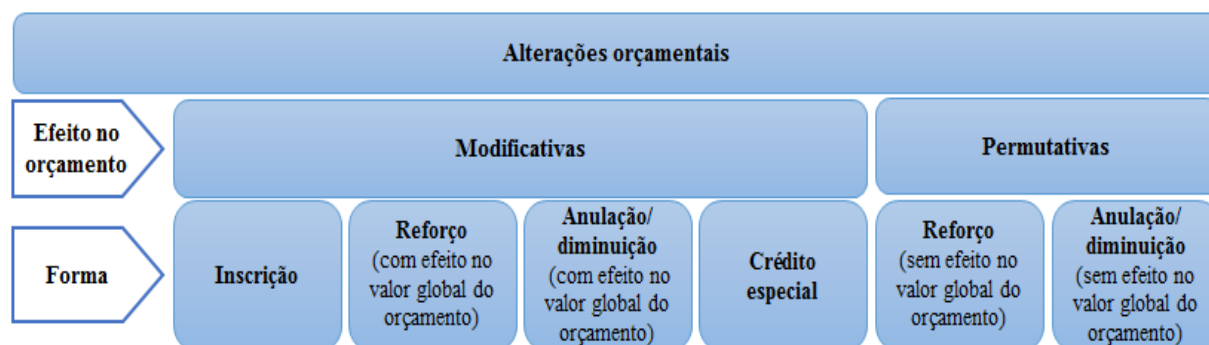 Alterações orçamentais
Efeito no
orçamento
Modificativas
Permutativas
Forma
Inscrição
Reforço
(com efeito no
valor global do
orçamento)
Anulação/
diminuição
(com efeito no
valor global do
orçamento)
Crédito
especial
Reforço
(sem efeito no
valor global do
orçamento)
Anulação/
diminuição
(sem efeito no
valor global do
orçamento)